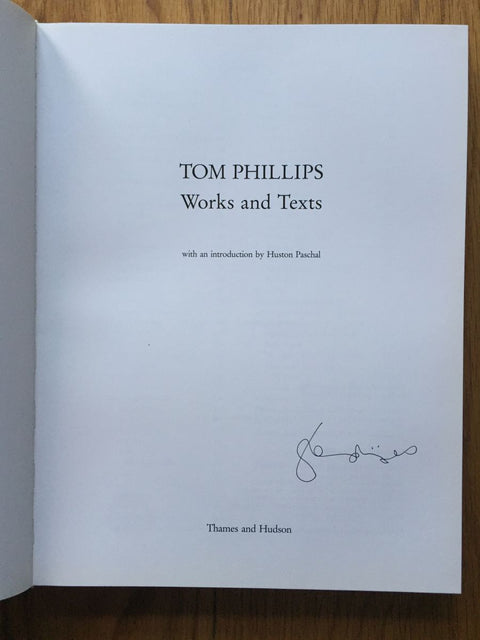 TOM PHILLIPS
Works and Texts
with an introduction by Huston Paschal
Thames and Hudson